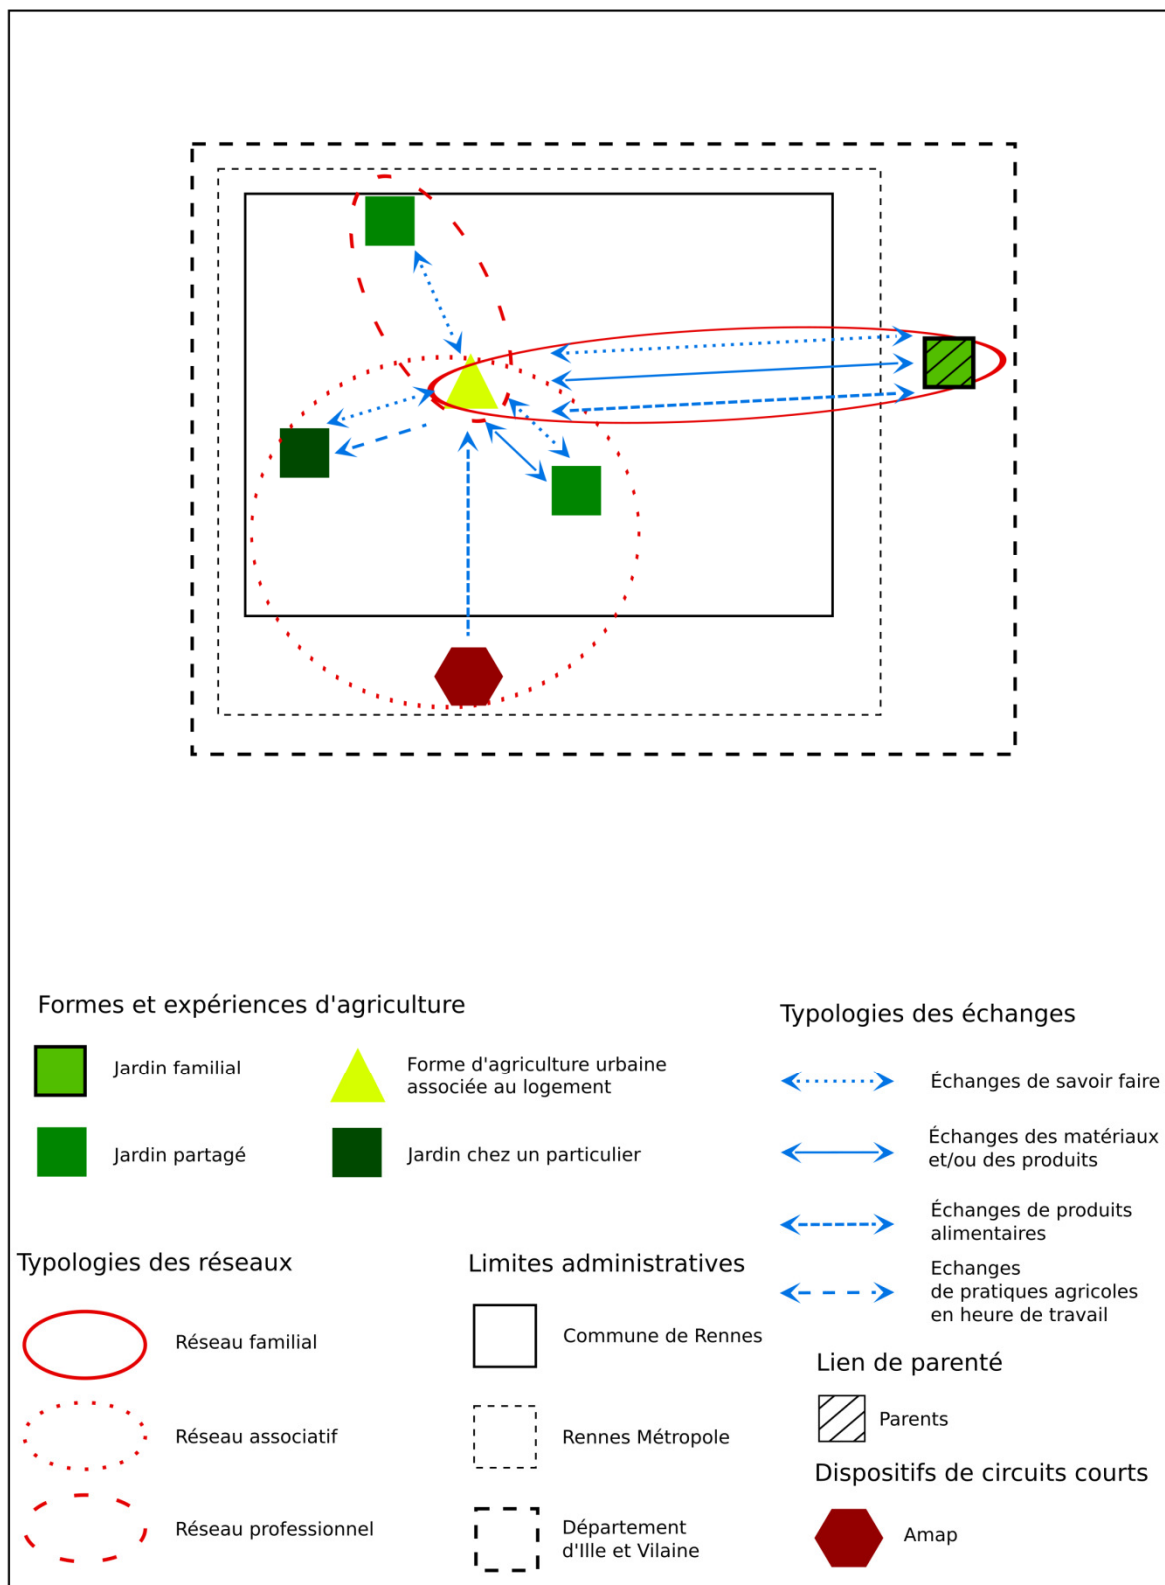 Formes et expériences d'agriculture
Jardin familial
Forme d'agriculture urbaine
associée au logement
Jardin partagé
Jardin chez un particulier
Typologies des échanges
Échanges de savoir faire
Échanges des matériaux
et/ou des produits
Échanges de produits
alimentaires
Echanges
de pratiques agricoles
en heure de travail
Typologies des réseaux
Réseau familial
Réseau associatif
Réseau professionnel
Limites administratives
Commune de Rennes
Rennes Métropole
Département
d'Ille et Vilaine
Lien de parenté
Parents
Dispositifs de circuits courts
Amap